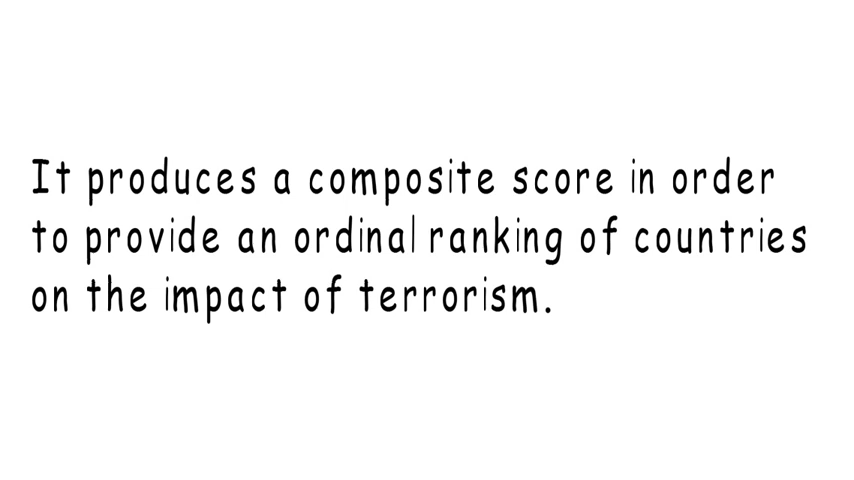 It produces a composite score in order
to provide an ordinal ranking of countries
on the impact of terrorism.